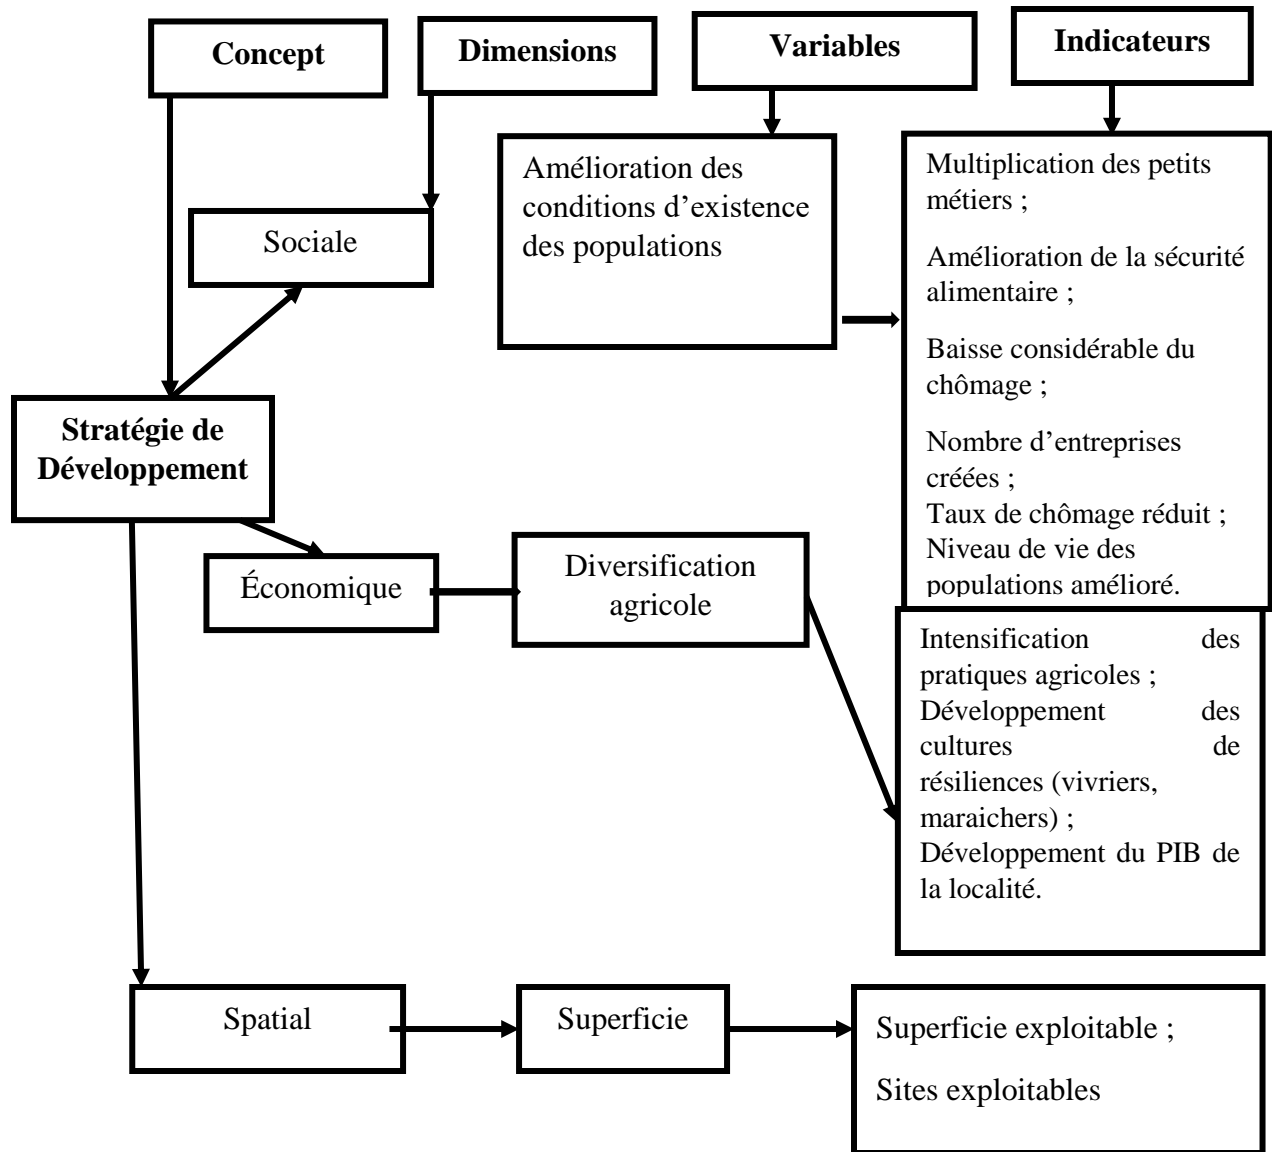 Concept
Dimensions
Variables
Indicateurs
Amélioration des
conditions d’existence
des populations
Multiplication des petits
métiers ;
Amélioration de la sécurité
alimentaire ;
Baisse considérable du
chômage ;
Nombre d’entreprises
créées ;
Taux de chômage réduit ;
Niveau de vie des
populations amélioré.
Sociale
Stratégie de
Développement
Économique
Diversification
agricole
Intensification des
pratiques agricoles ;
Développement des
cultures de
résiliences (vivriers,
maraichers) ;
Développement du PIB de
la localité.
Spatial
Superficie
Superficie exploitable ;
Sites exploitables